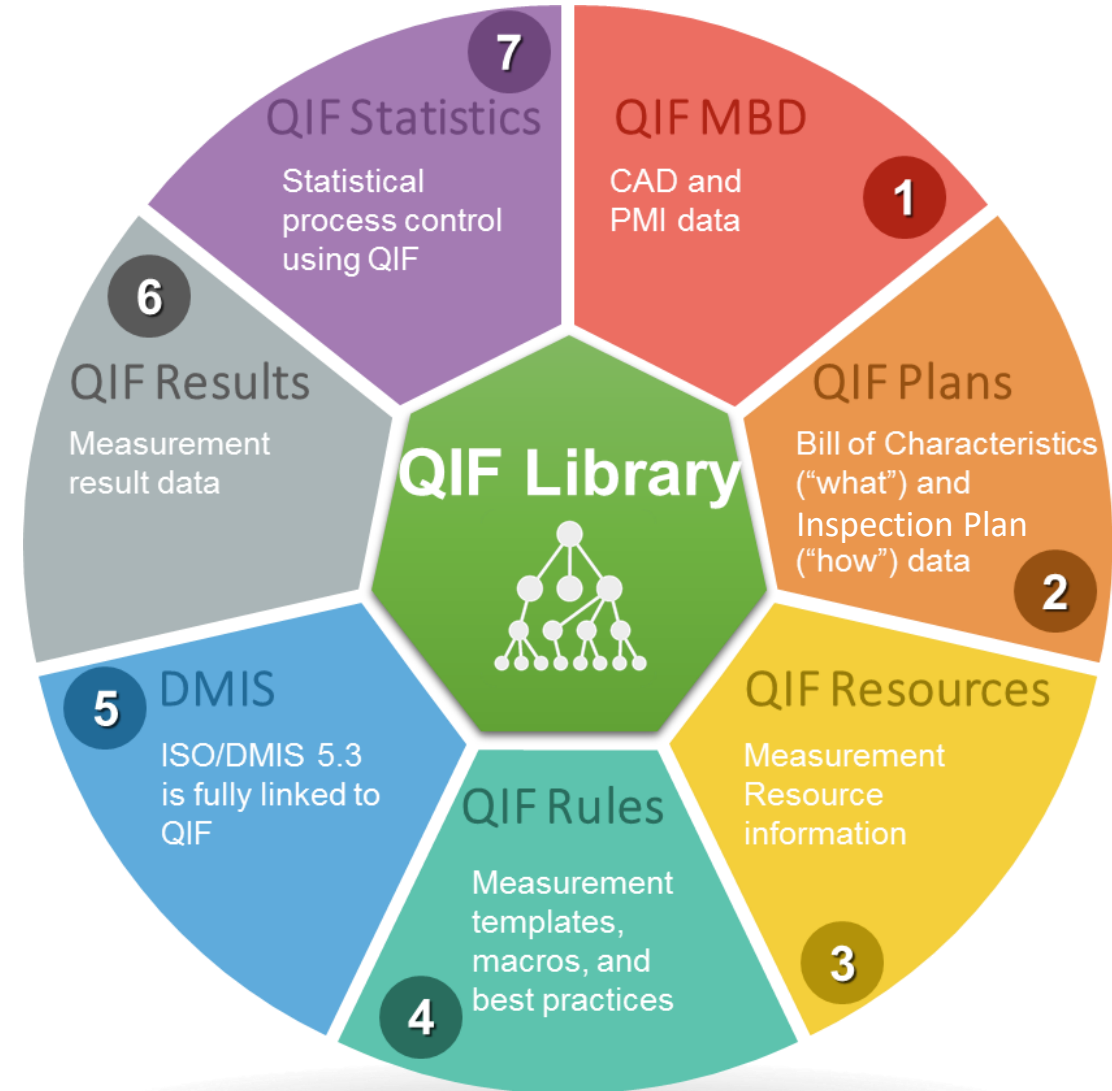 7
QIF Statistics
Statistical
process control
using QIF
QIF MBD
CAD and
PMI data
1
6
QIF Results
Measurement
result data
QIF Library
QIF Plans
Bill of Characteristics
(“what”) and
Inspection Plan
(“how”) data
2
5
DMIS
ISO/DMIS 5.3
is fully linked to
QIF
QIF Rules
Measurement
templates,
macros, and
best practices
4
QIF Resources
Measurement
Resource
information
3